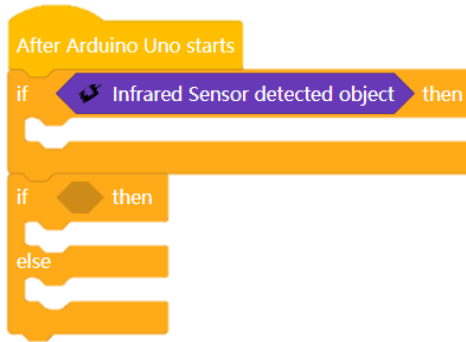 After Arduino Uno starts
if Infrared Sensor detected object then
if then
else